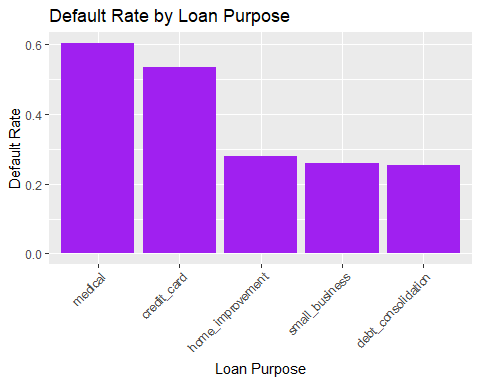 Default Rate by Loan Purpose
Default Rate
0.6
0.4
0.2
0.0
medical
credit_card
home_improvement
small_business
debt_consolidation
Loan Purpose